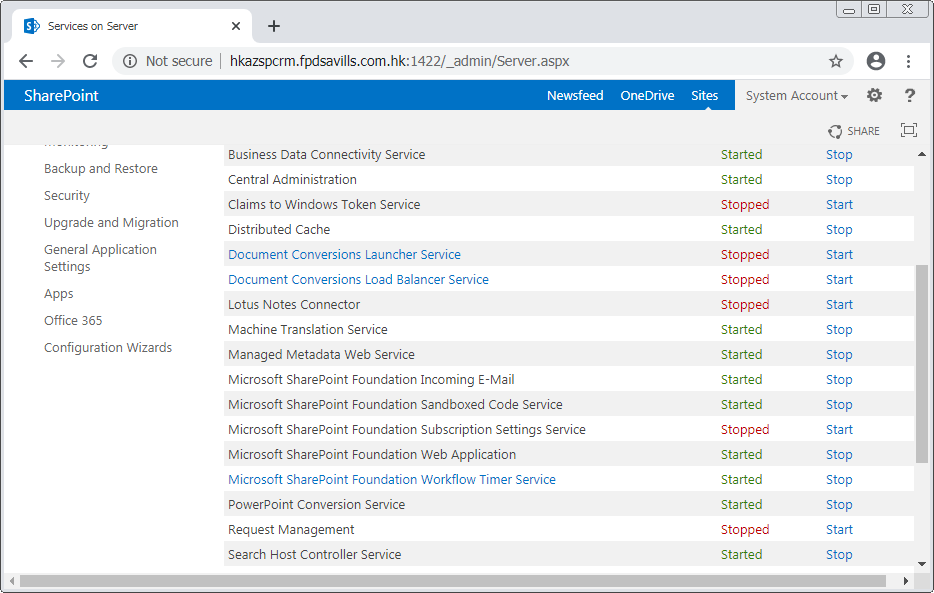 Services on Server
Not secure | hkazspcrm.fpdsavills.com.hk:1422/_admin/Server.aspx
SharePoint Newsfeed OneDrive Sites System Account ?
SHARE
Monitoring
Backup and Restore
Security
Upgrade and Migration
General Application
Settings
Apps
Office 365
Configuration Wizards
Business Data Connectivity Service Started Stop
Central Administration Started Stop
Claims to Windows Token Service Stopped Start
Distributed Cache Started Stop
Document Conversions Launcher Service Stopped Start
Document Conversions Load Balancer Service Stopped Start
Lotus Notes Connector Stopped Start
Machine Translation Service Started Stop
Managed Metadata Web Service Started Stop
Microsoft SharePoint Foundation Incoming E-Mail Started Stop
Microsoft SharePoint Foundation Sandboxed Code Service Started Stop
Microsoft SharePoint Foundation Subscription Settings Service Stopped Start
Microsoft SharePoint Foundation Web Application Started Stop
Microsoft SharePoint Foundation Workflow Timer Service Started Stop
PowerPoint Conversion Service Started Stop
Request Management Stopped Start
Search Host Controller Service Started Stop